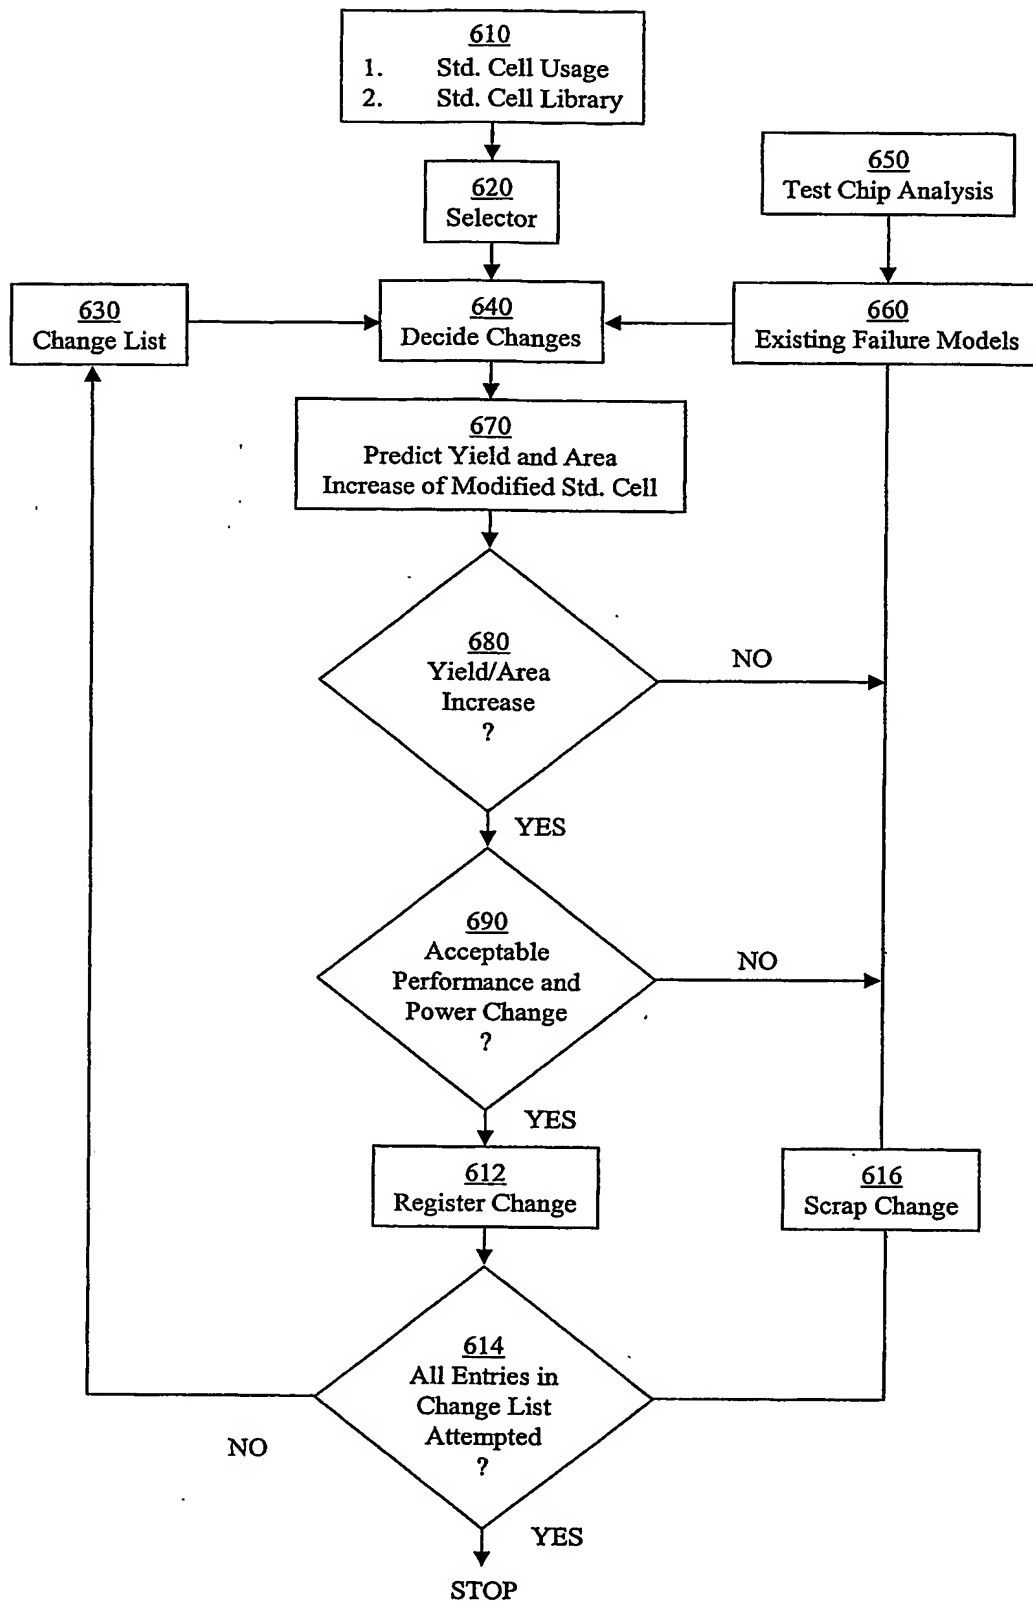 610
1. Std. Cell Usage
2. Std. Cell Library
620
Selector
650
Test Chip Analysis
630
Change List
640
Decide Changes
660
Existing Failure Models
670
Predict Yield and Area
Increase of Modified Std. Cell
680
Yield/Area
Increase
?
NO
YES
690
Acceptable
Performance and
Power Change
?
NO
YES
612
Register Change
616
Scrap Change
614
All Entries in
Change List
Attempted
?
NO
YES
STOP